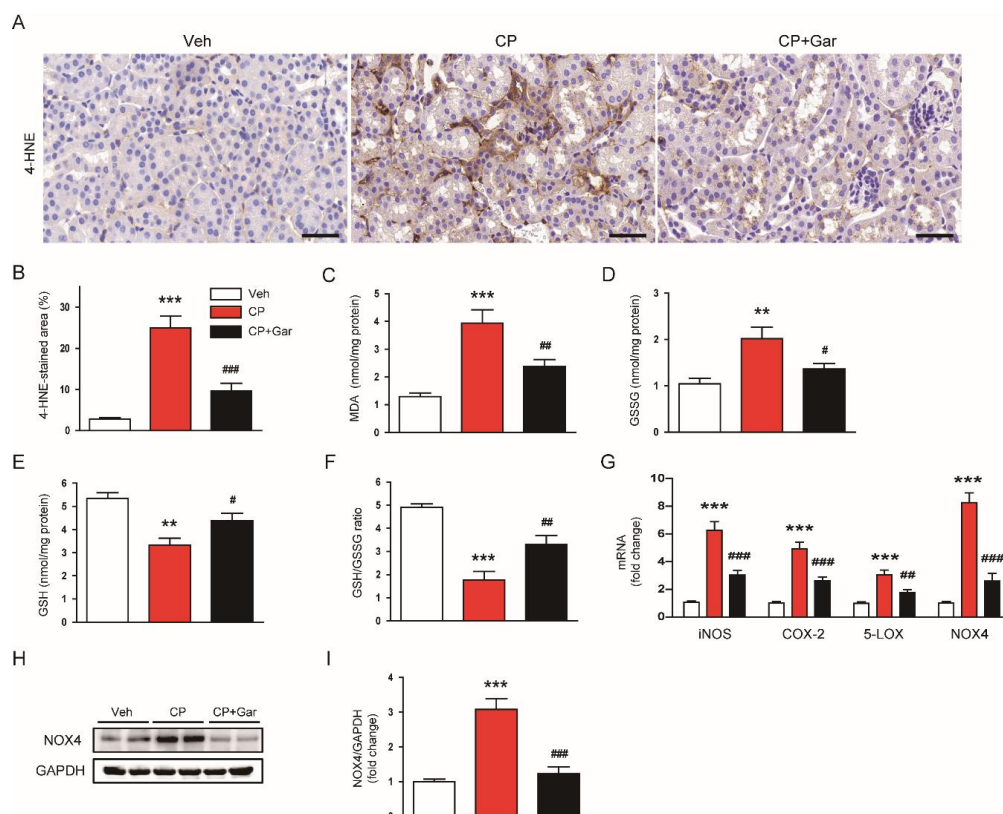 A
Veh
CP
CP+Gar
4-HNE
B
4-HNE-stained area (%)
30
20
10
0
***
###
Veh
CP
CP+Gar
C
MDA (nmol/mg protein)
5
4
3
2
1
0
***
##
D
GSSG (nmol/mg protein)
3
2
1
0
**
#
E
GSH (nmol/mg protein)
6
5
4
3
2
1
0
**
#
F
GSH/GSSG ratio
6
5
4
3
2
1
0
***
##
G
mRNA
(fold change)
10
8
6
4
2
0
***
###
***
###
***
##
***
###
iNOS
COX-2
5-LOX
NOX4
H
Veh
CP
CP+Gar
NOX4
GAPDH
I
NOX4/GAPDH
(fold change)
4
3
2
1
0
***
###